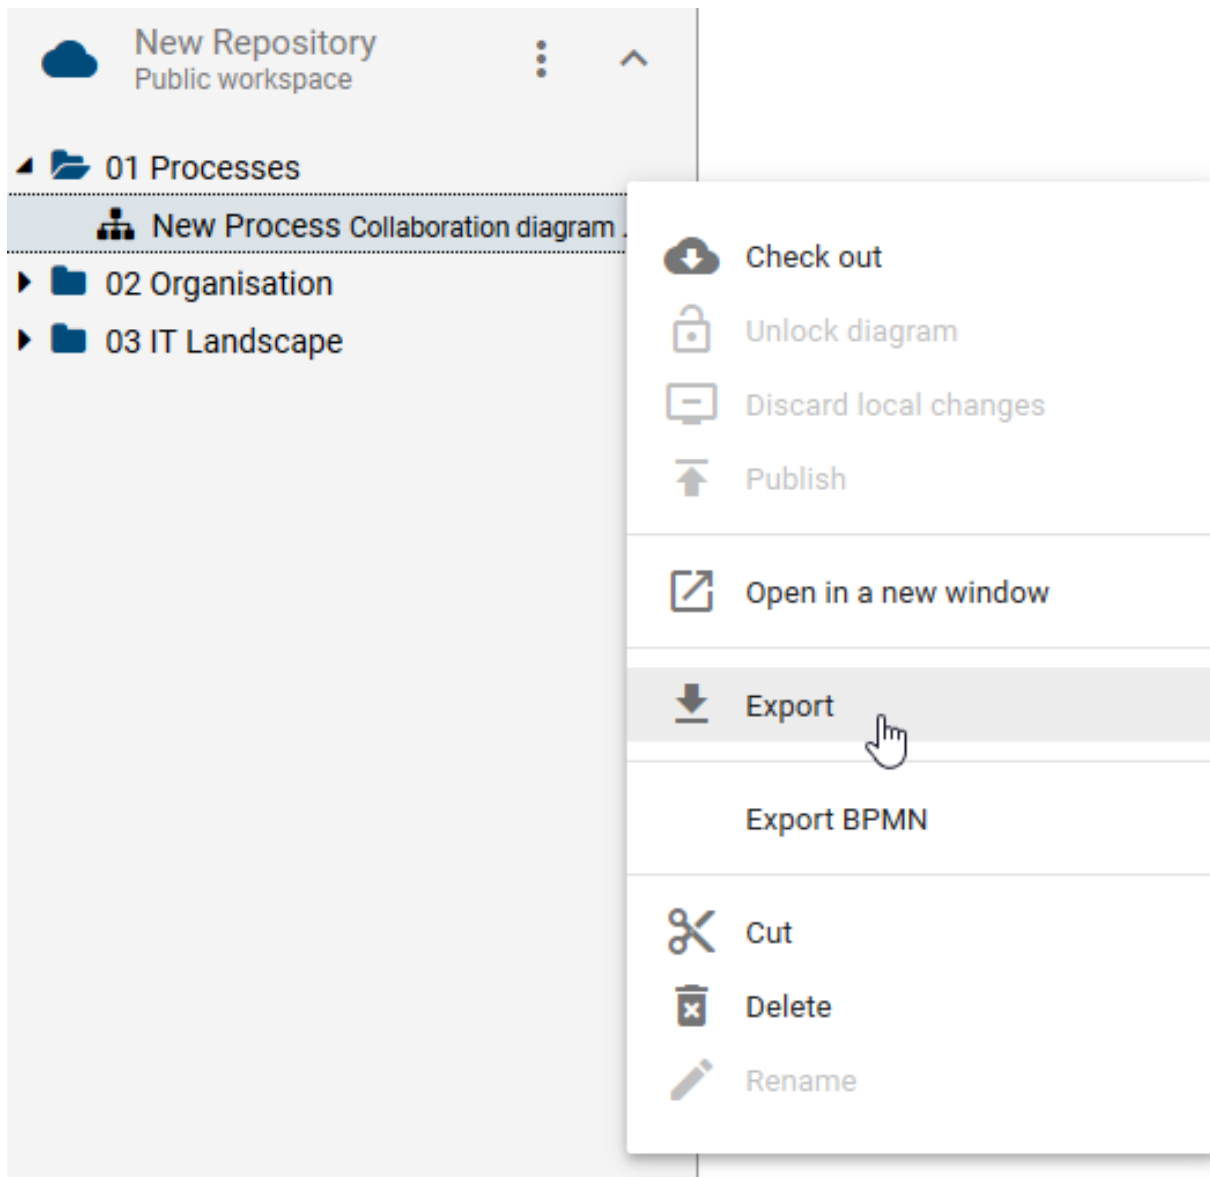 New Repository
Public workspace
01 Processes
New Process Collaboration diagram .
02 Organisation
03 IT Landscape
Check out
Unlock diagram
Discard local changes
Publish
Open in a new window
Export
Export BPMN
Cut
Delete
Rename